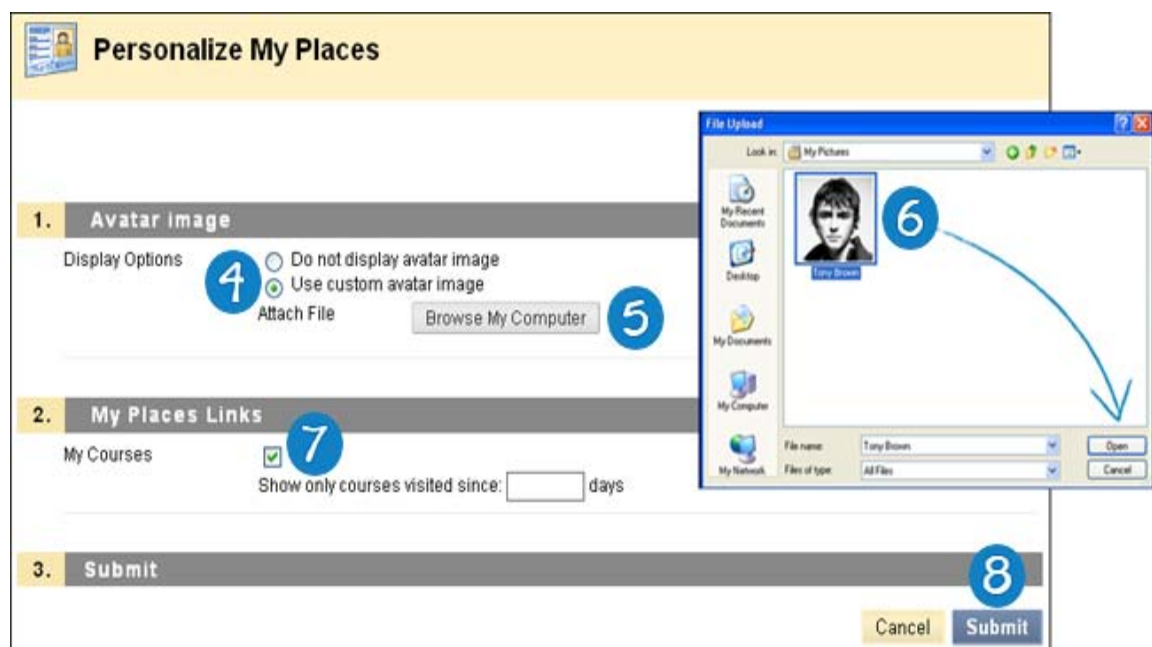 Personalize My Places
1. Avatar image
Display Options
4
Do not display avatar image
Use custom avatar image
Attach File
Browse My Computer
5
2. My Places Links
My Courses
7
Show only courses visited since: days
3. Submit
8
Cancel
Submit
File Upload
Look in:
My Pictures
My Recent
Documents
Desktop
My Documents
My Computer
My Network
Tony Brown
6
File name:
Tony Brown
Open
Files of type:
All Files
Cancel